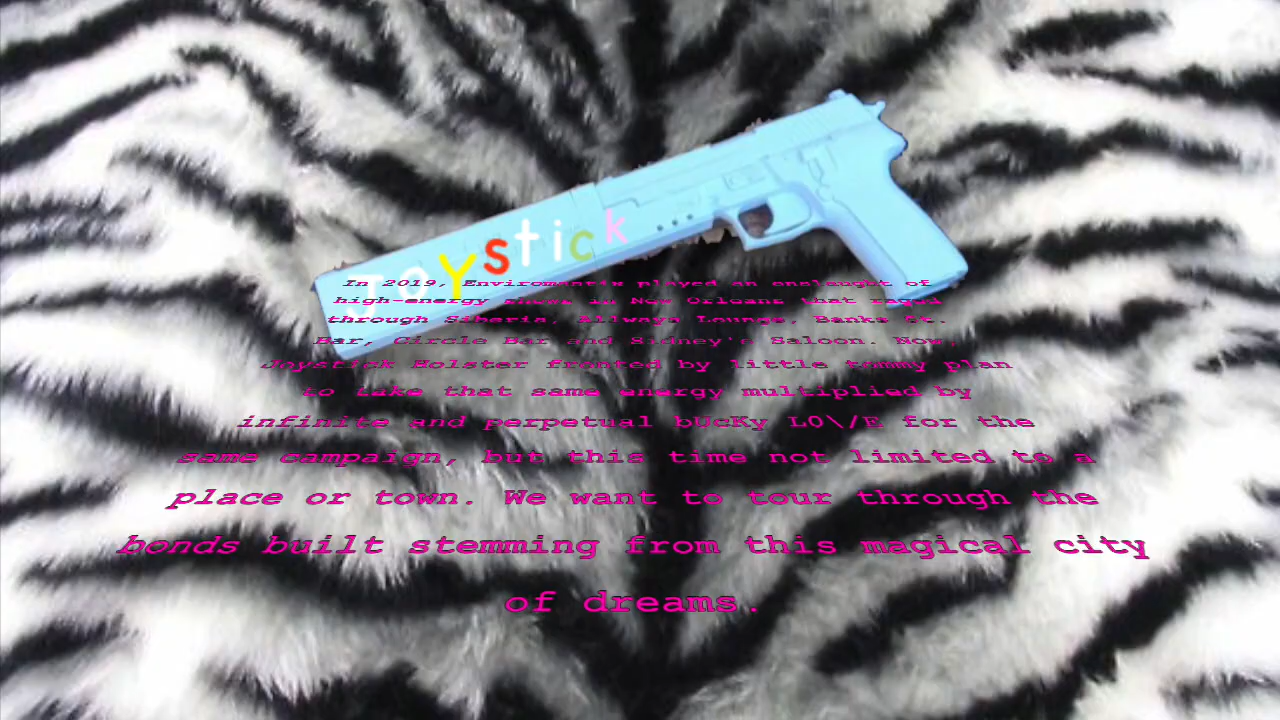 JOYstick
In 2019, Enviromantix played an onslaught of
high-energy shows in New Orleans that raged
through Siberia, Allways Lounge, Banks St.
Bar, Circle Bar and Sidney's Saloon. Now,
Joystick Holster fronted by little tommy plan
to take that same energy multiplied by
infinite and perpetual bUcKy L0\/E for the
same campaign, but this time not limited to a
place or town. We want to tour through the
bonds built stemming from this magical city
of dreams.